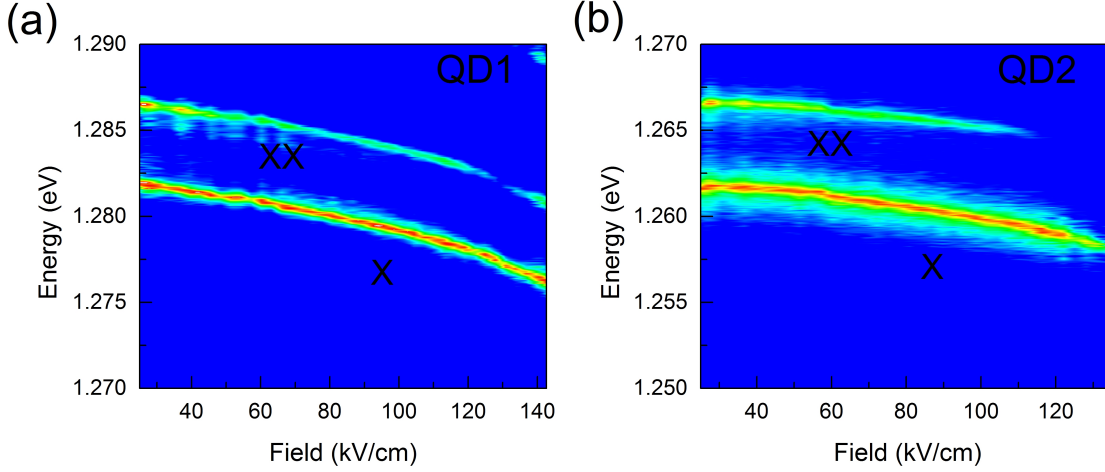 (a)
QD1
XX
X
1.290
1.285
1.280
1.275
1.270
Energy (eV)
40 60 80 100 120 140
Field (kV/cm)
(b)
QD2
XX
X
1.270
1.265
1.260
1.255
1.250
Energy (eV)
40 60 80 100 120
Field (kV/cm)